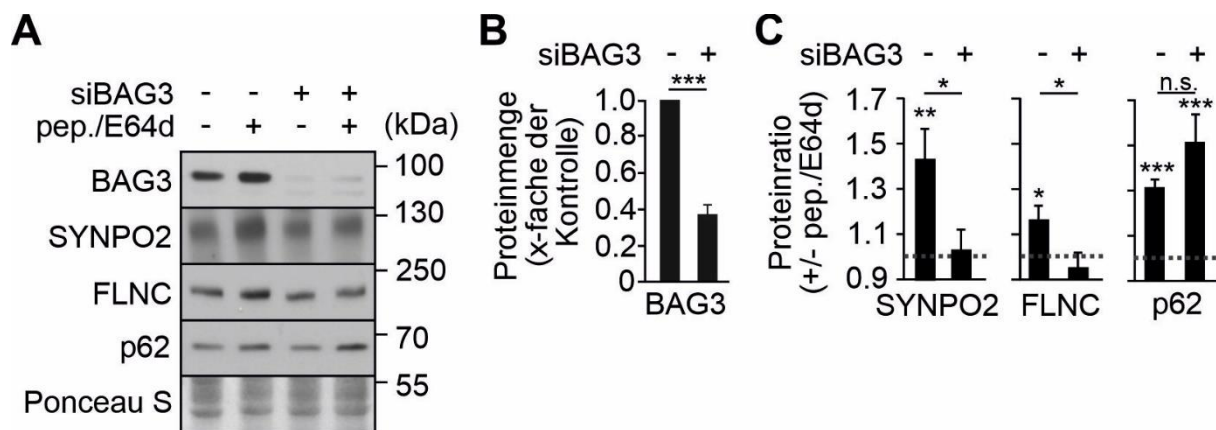 A
siBAG3 - - + +
pep./E64d - + - + (kDa)
BAG3
100
130
SYNPO2
250
FLNC
70
p62
55
Ponceau S
B
siBAG3 - +
***
Proteinmenge
(x-fache der
Kontrolle)
1.0
0.8
0.6
0.4
0.2
0
BAG3
C
siBAG3 - + - + - +
* * n.s.
Proteinratio
(+/- pep./E64d)
1.7
1.5
1.3
1.1
0.9
** * *** ***
SYNPO2 FLNC p62